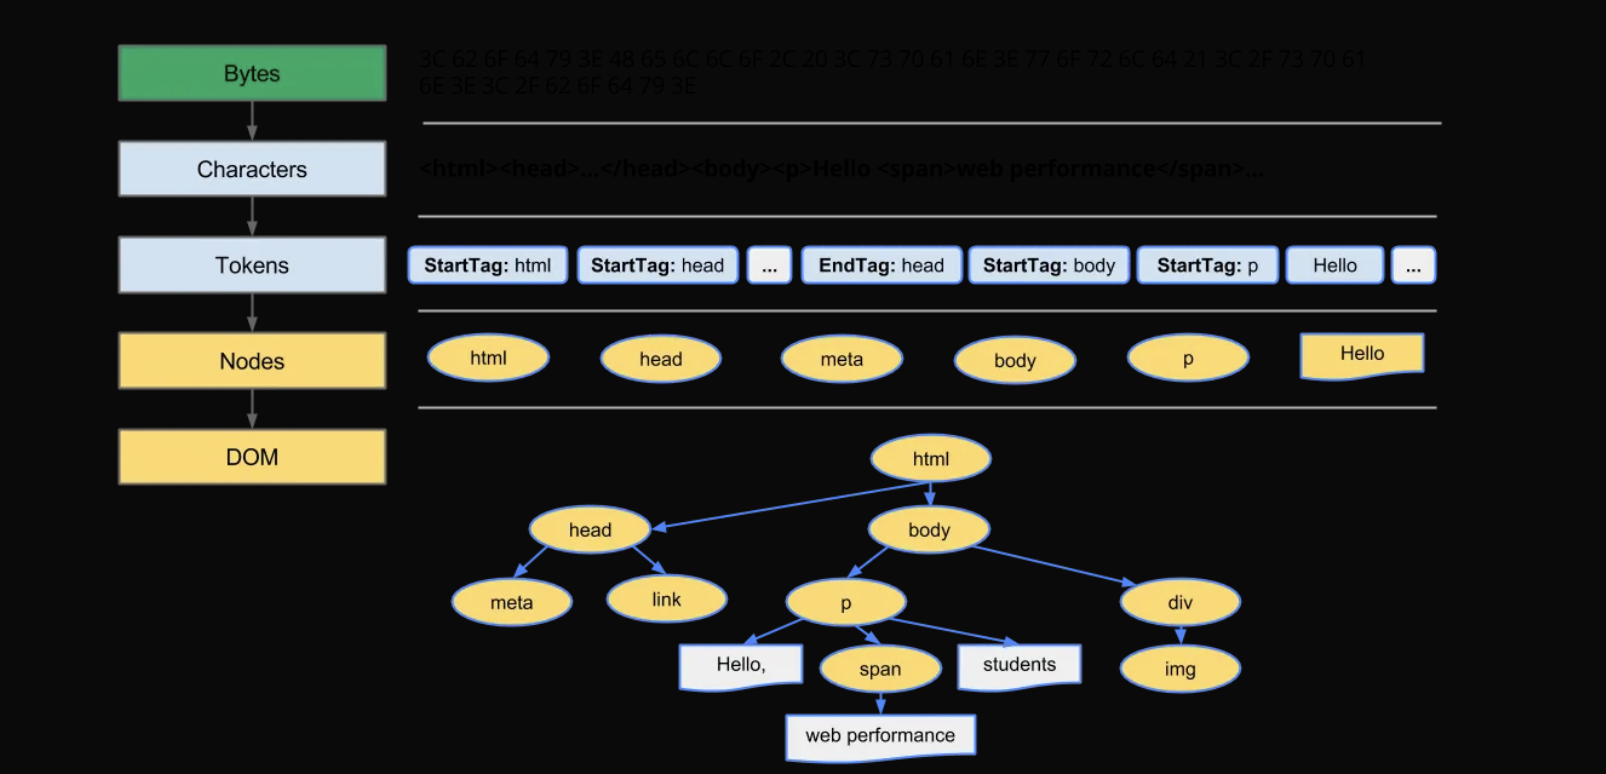 Bytes
3C 62 6F 64 79 3E 48 65 6C 6C 6F 2C 20 3C 73 70 61 6E 3E 77 6F 72 6C 64 21 3C 2F 73 70 61
6E 3E 3C 2F 62 6F 64 79 3E
Characters
<html><head>...</head><body><p>Hello <span>web performance</span>...
Tokens
StartTag: html StartTag: head ... EndTag: head StartTag: body StartTag: p Hello ...
Nodes
html head meta body p Hello
DOM
html
head body
meta link p div
Hello, span students img
web performance